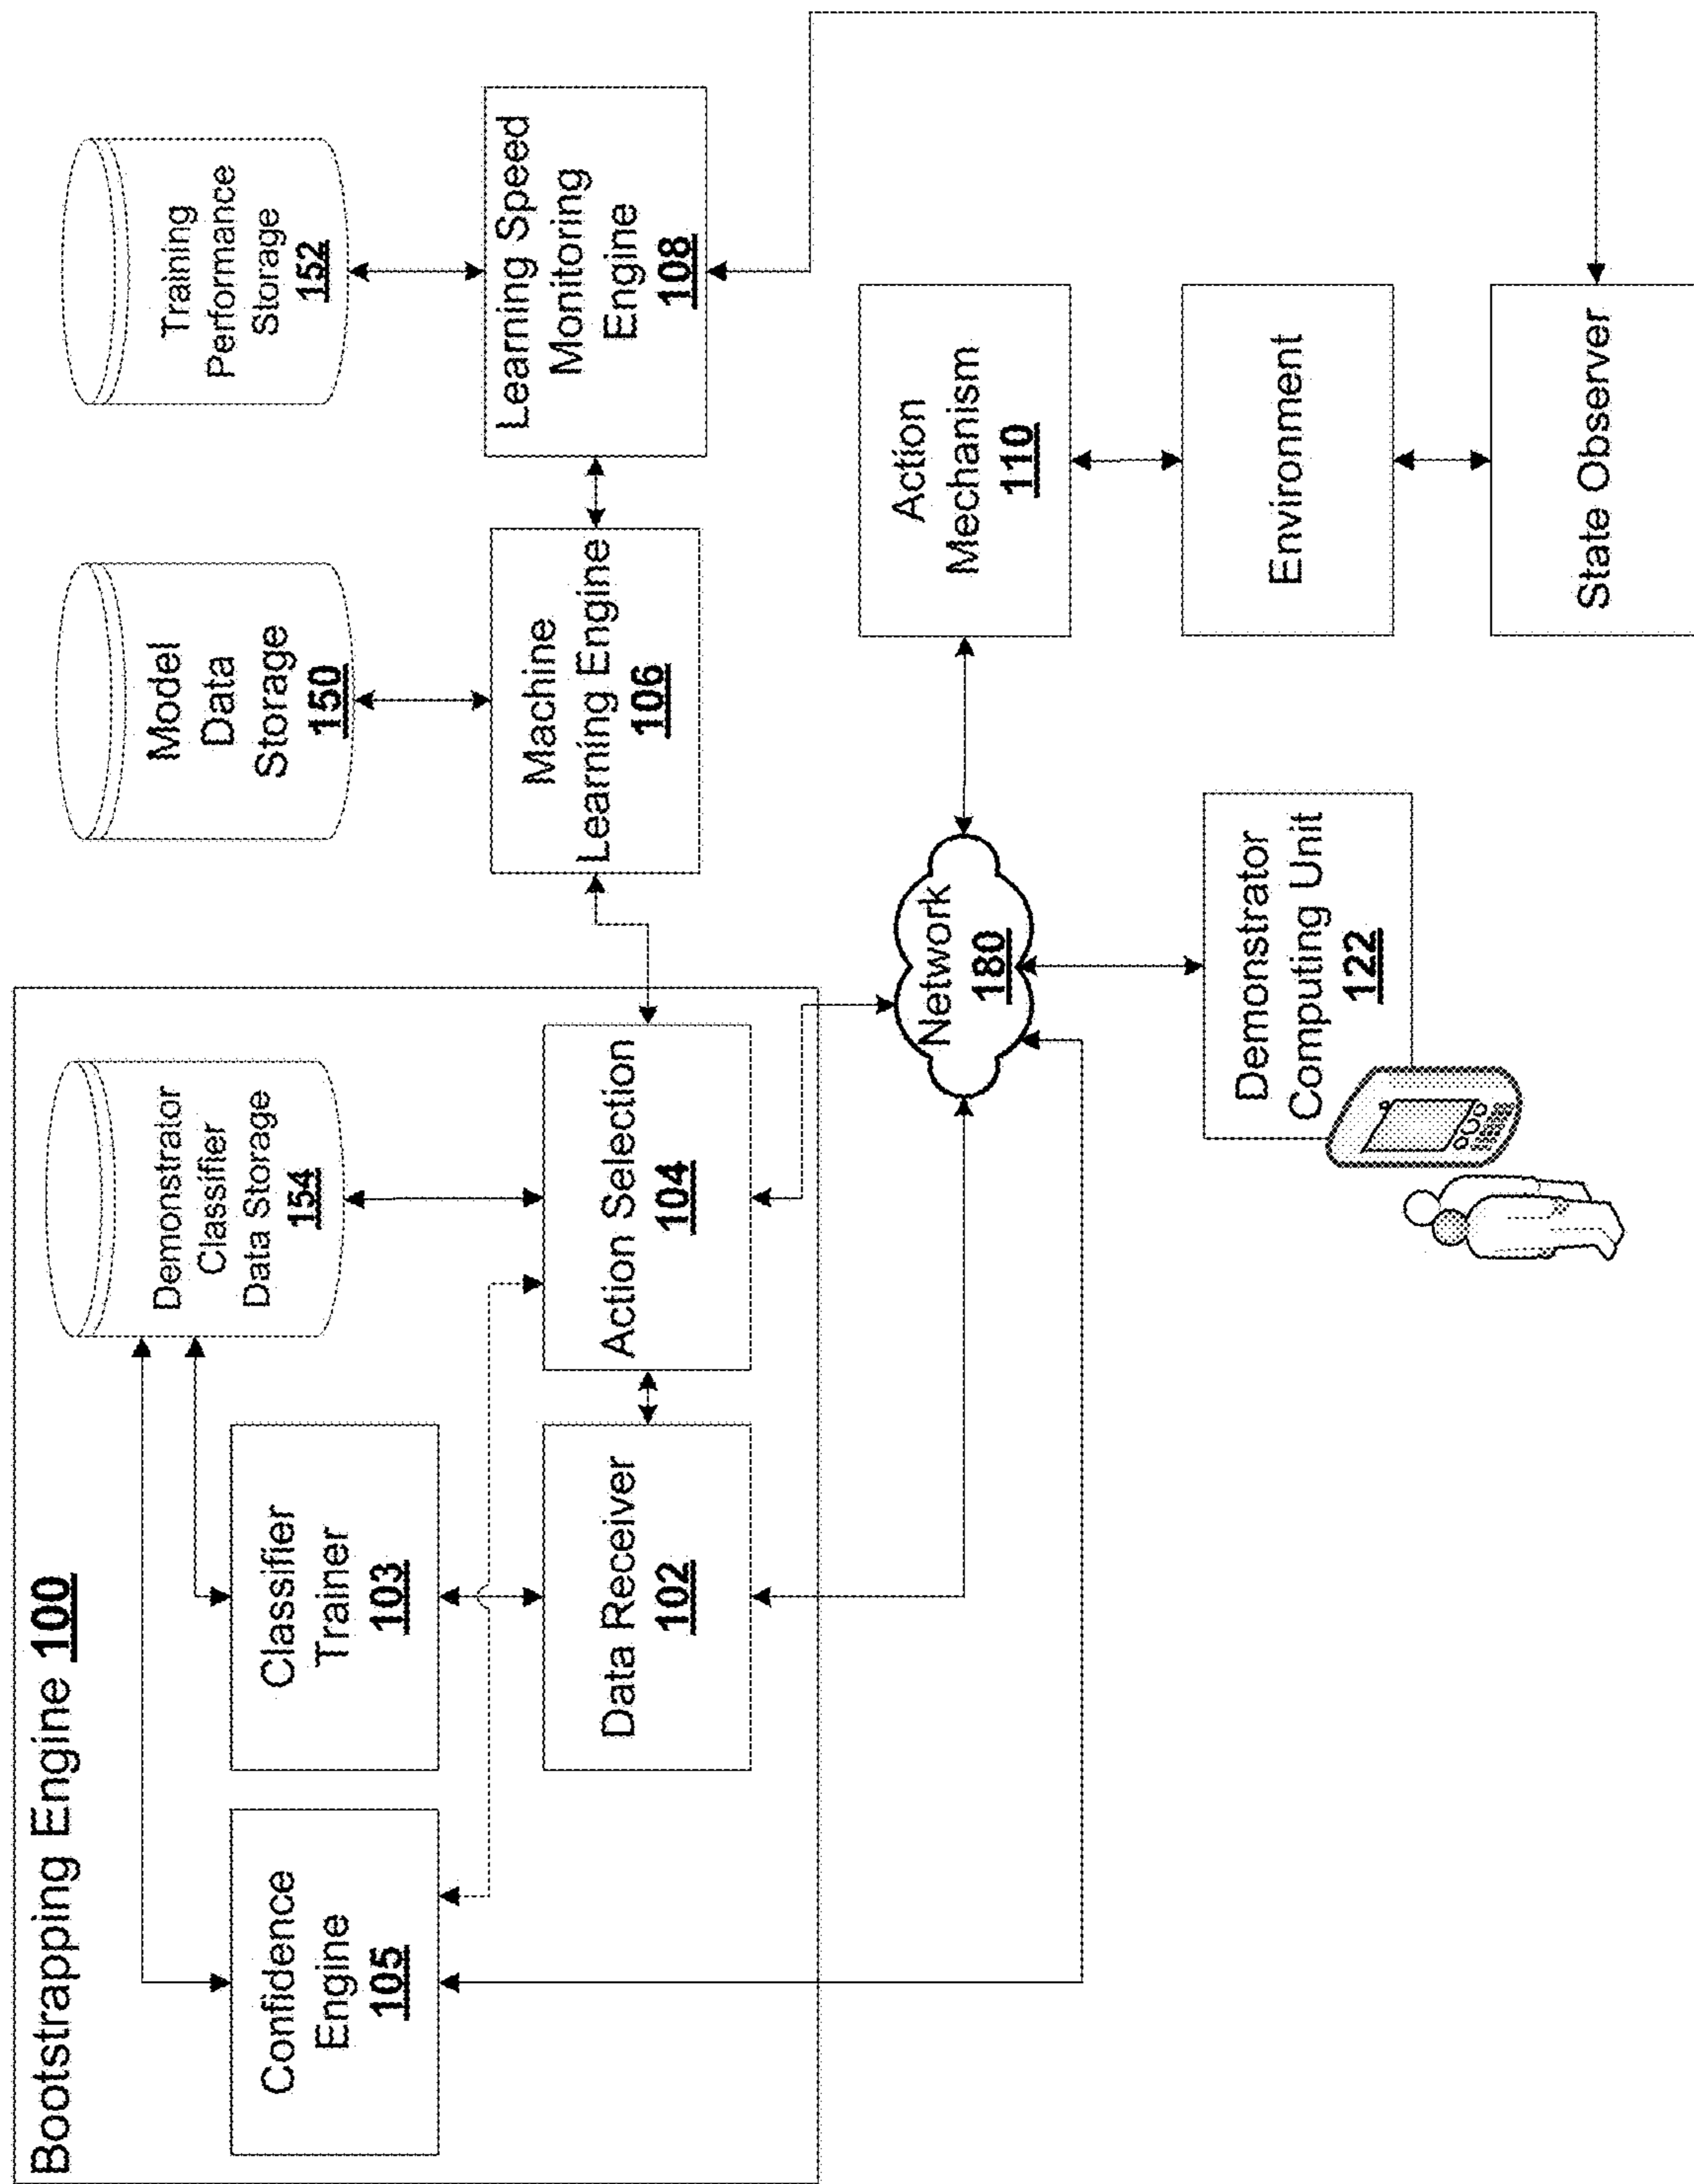 Bootstrapping Engine 100
Confidence
Engine
105
Classifier
Trainer
103
Demonstrator
Classifier
Data Storage
154
Data Receiver
102
Action Selection
104
Model
Data
Storage
150
Training
Performance
Storage
152
Machine
Learning Engine
106
Learning Speed
Monitoring
Engine
108
Network
180
Action
Mechanism
110
Demonstrator
Computing Unit
122
Environment
State Observer